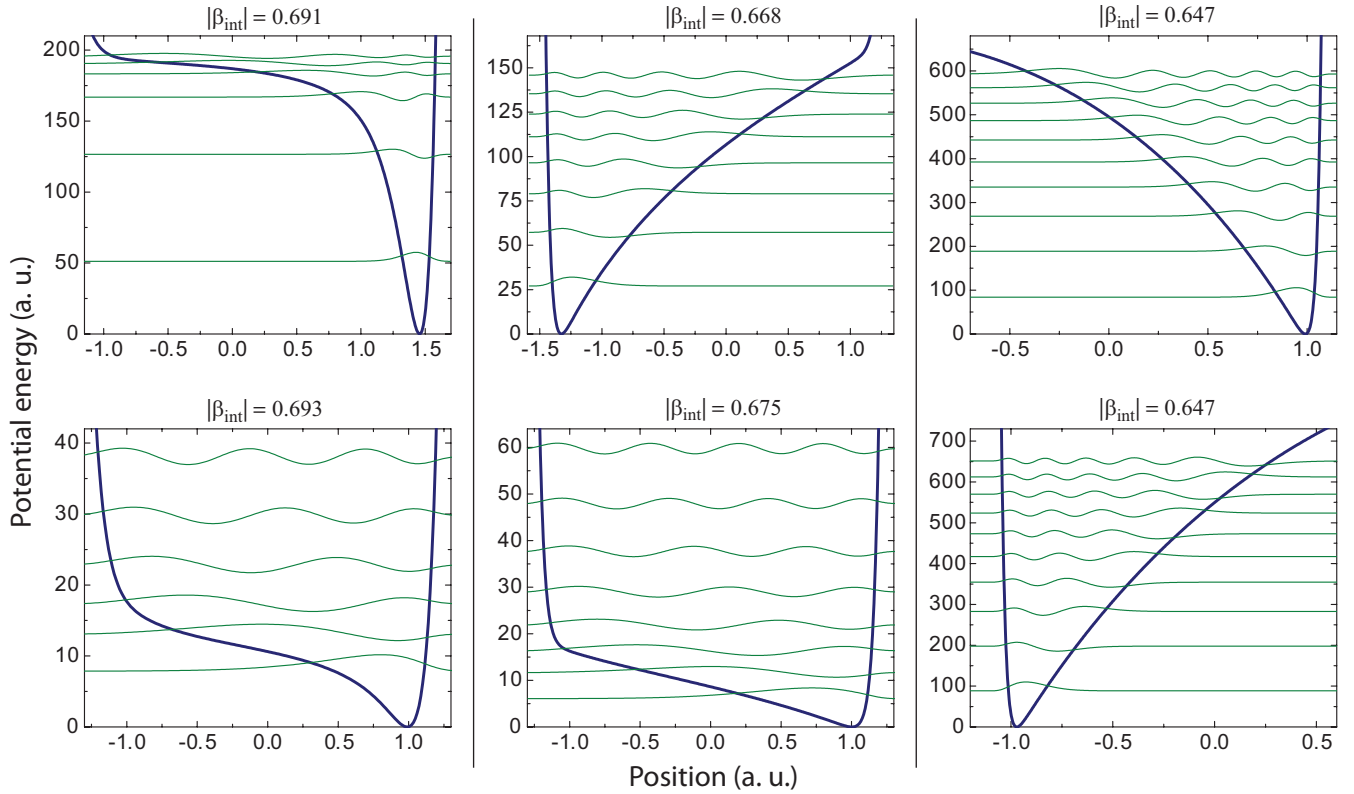 |βint| = 0.691
|βint| = 0.668
|βint| = 0.647
200
150
100
50
0
-1.0 -0.5 0.0 0.5 1.0 1.5
150
125
100
75
50
25
0
-1.5 -1.0 -0.5 0.0 0.5 1.0
600
500
400
300
200
100
0
-0.5 0.0 0.5 1.0
Potential energy (a. u.)
|βint| = 0.693
|βint| = 0.675
|βint| = 0.647
40
30
20
10
0
-1.0 -0.5 0.0 0.5 1.0
60
50
40
30
20
10
0
-1.0 -0.5 0.0 0.5 1.0
700
600
500
400
300
200
100
0
-1.0 -0.5 0.0 0.5
Position (a. u.)